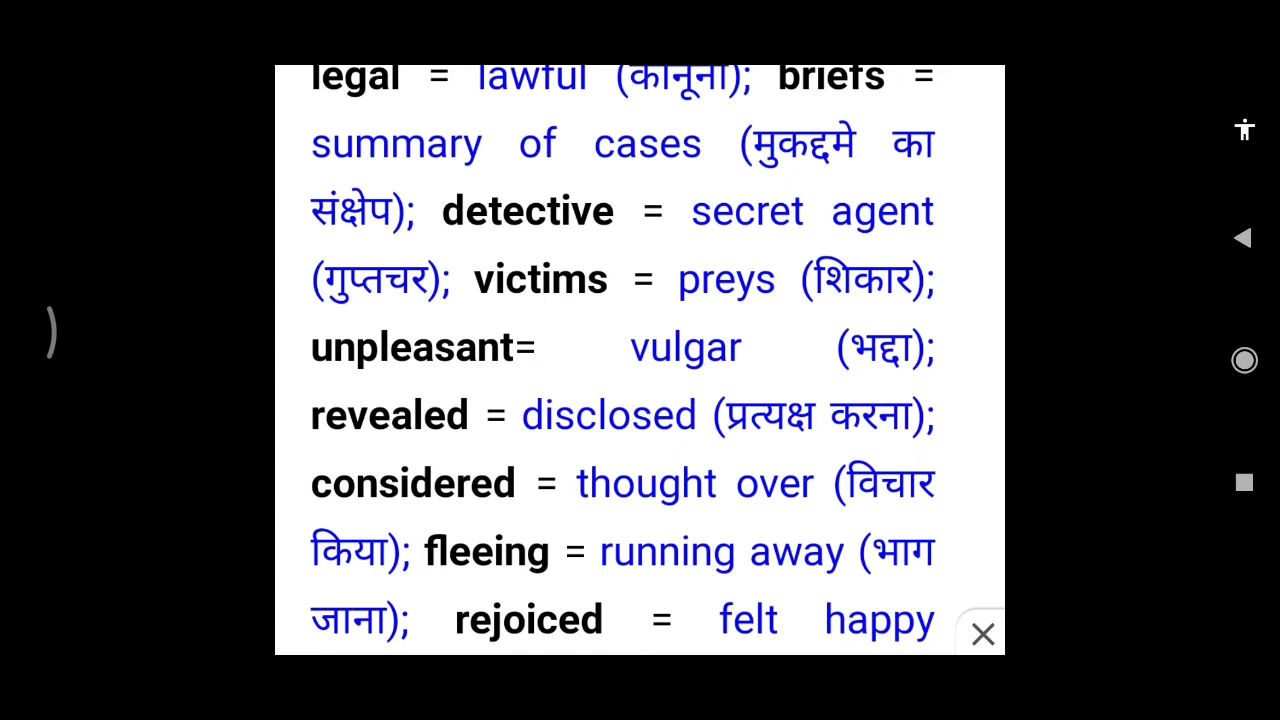 legal = lawful (कानूनी); briefs =
summary of cases (मुकद्दमे का
संक्षेप); detective = secret agent
(गुप्तचर); victims = preys (शिकार);
unpleasant= vulgar (भद्दा);
revealed = disclosed (प्रत्यक्ष करना);
considered = thought over (विचार
किया); fleeing = running away (भाग
जाना); rejoiced = felt happy